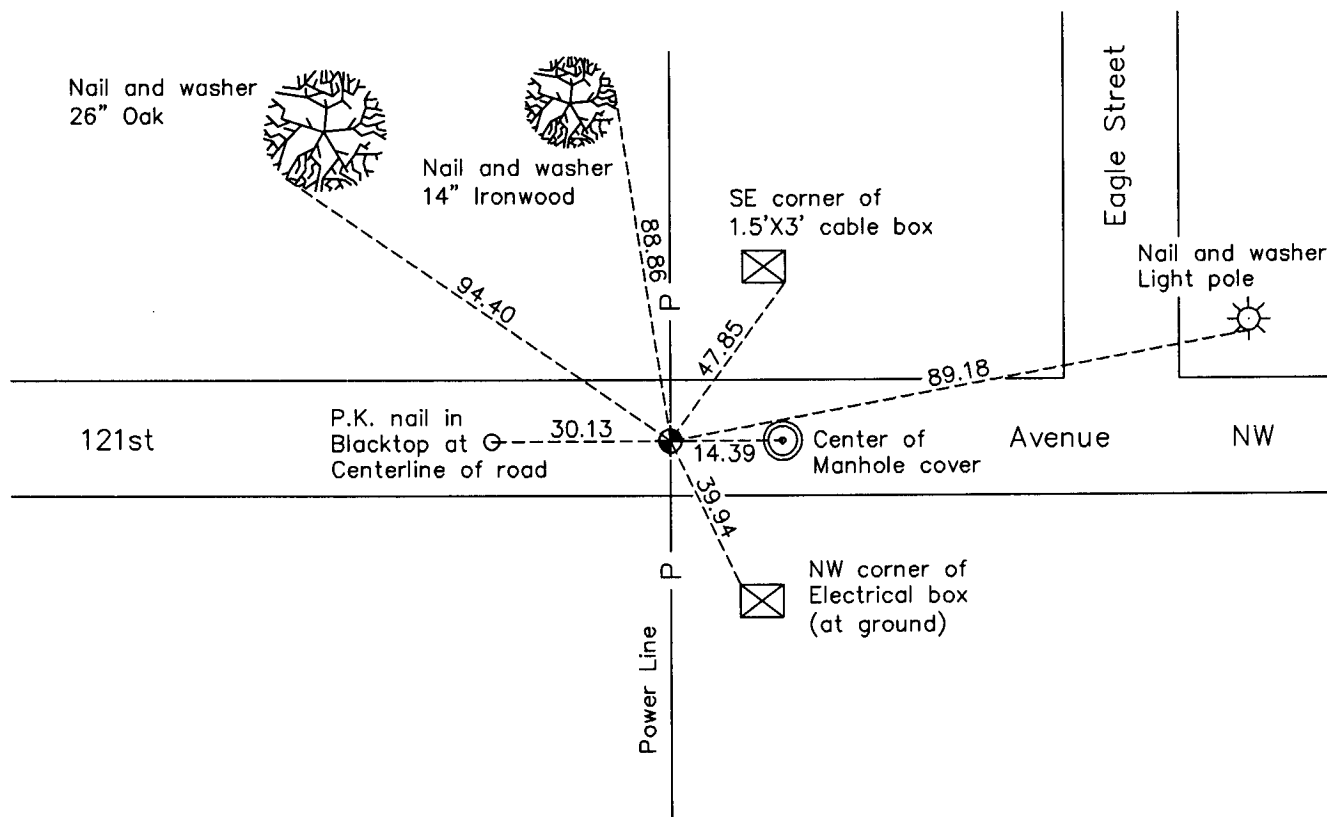 Nail and washer
26" Oak
Nail and washer
14" Ironwood
Eagle Street
SE corner of
1.5'X3' cable box
Nail and washer
Light pole
88.86
P
94.40
47.85
89.18
121st
P.K. nail in
Blacktop at
Centerline of road
30.13
14.39
Center of
Manhole cover
Avenue
NW
39.94
P
NW corner of
Electrical box
(at ground)
Power Line